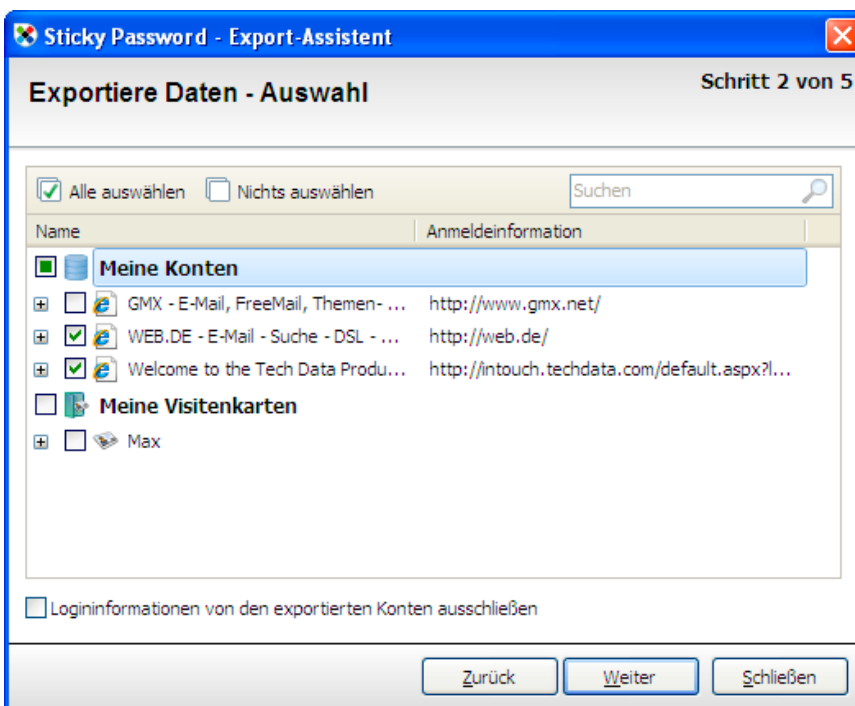 Sticky Password - Export-Assistent
Exportiere Daten - Auswahl
Schritt 2 von 5
Alle auswählen Nichts auswählen Suchen
Name Anmeldeinformation
Meine Konten
GMX - E-Mail, FreeMail, Themen- ... http://www.gmx.net/
WEB.DE - E-Mail - Suche - DSL - ... http://web.de/
Welcome to the Tech Data Produ... http://intouch.techdata.com/default.aspx?l...
Meine Visitenkarten
Max
Logininformationen von den exportierten Konten ausschließen
Zurück Weiter Schließen